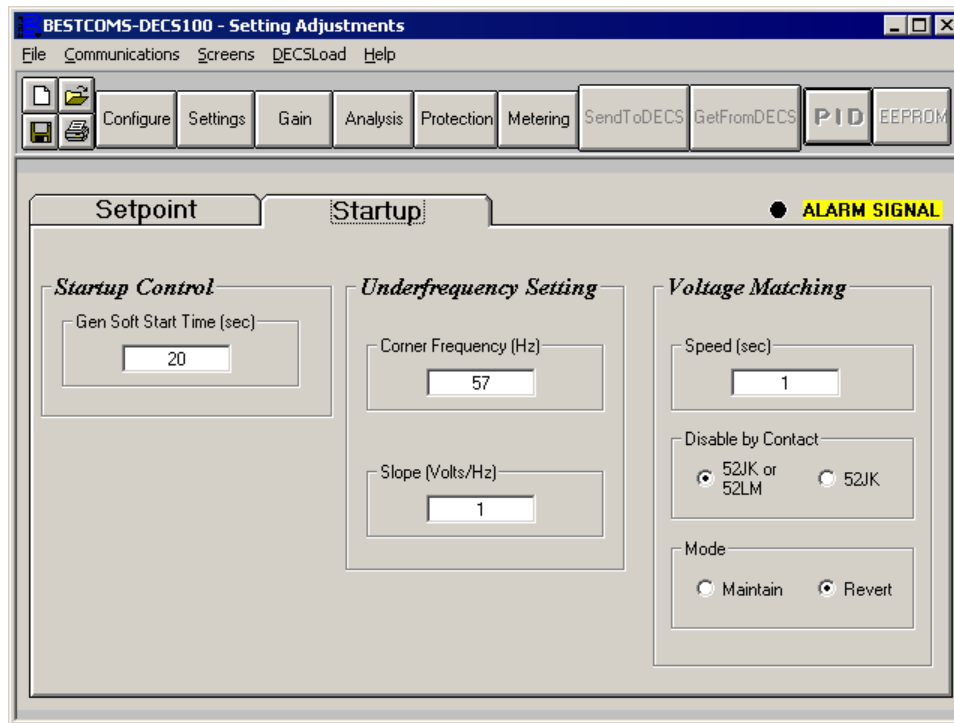 BESTCOMS-DECS100 - Setting Adjustments
File Communications Screens DECSLoad Help
Configure Settings Gain Analysis Protection Metering SendToDECS GetFromDECS PID EEPROM
Setpoint Startup ALARM SIGNAL
Startup Control
Gen Soft Start Time (sec)
20
Underfrequency Setting
Corner Frequency (Hz)
57
Slope (Volts/Hz)
1
Voltage Matching
Speed (sec)
1
Disable by Contact
52JK or
52LM
52JK
Mode
Maintain Revert